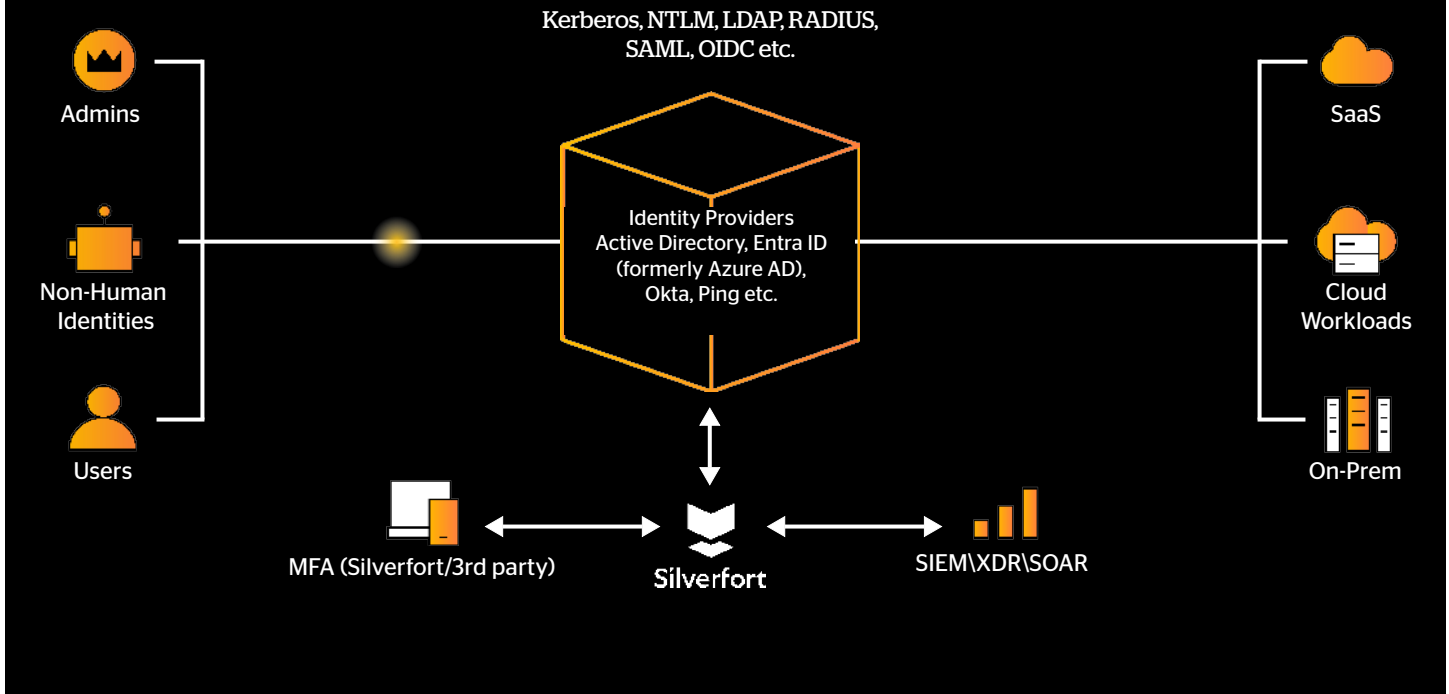 Kerberos, NTLM, LDAP, RADIUS,
SAML, OIDC etc.
Admins
Non-Human
Identities
Users
Identity Providers
Active Directory, Entra ID
(formerly Azure AD),
Okta, Ping etc.
SaaS
Cloud
Workloads
On-Prem
MFA (Silverfort/3rd party)
Silverfort
SIEM\XDR\SOAR